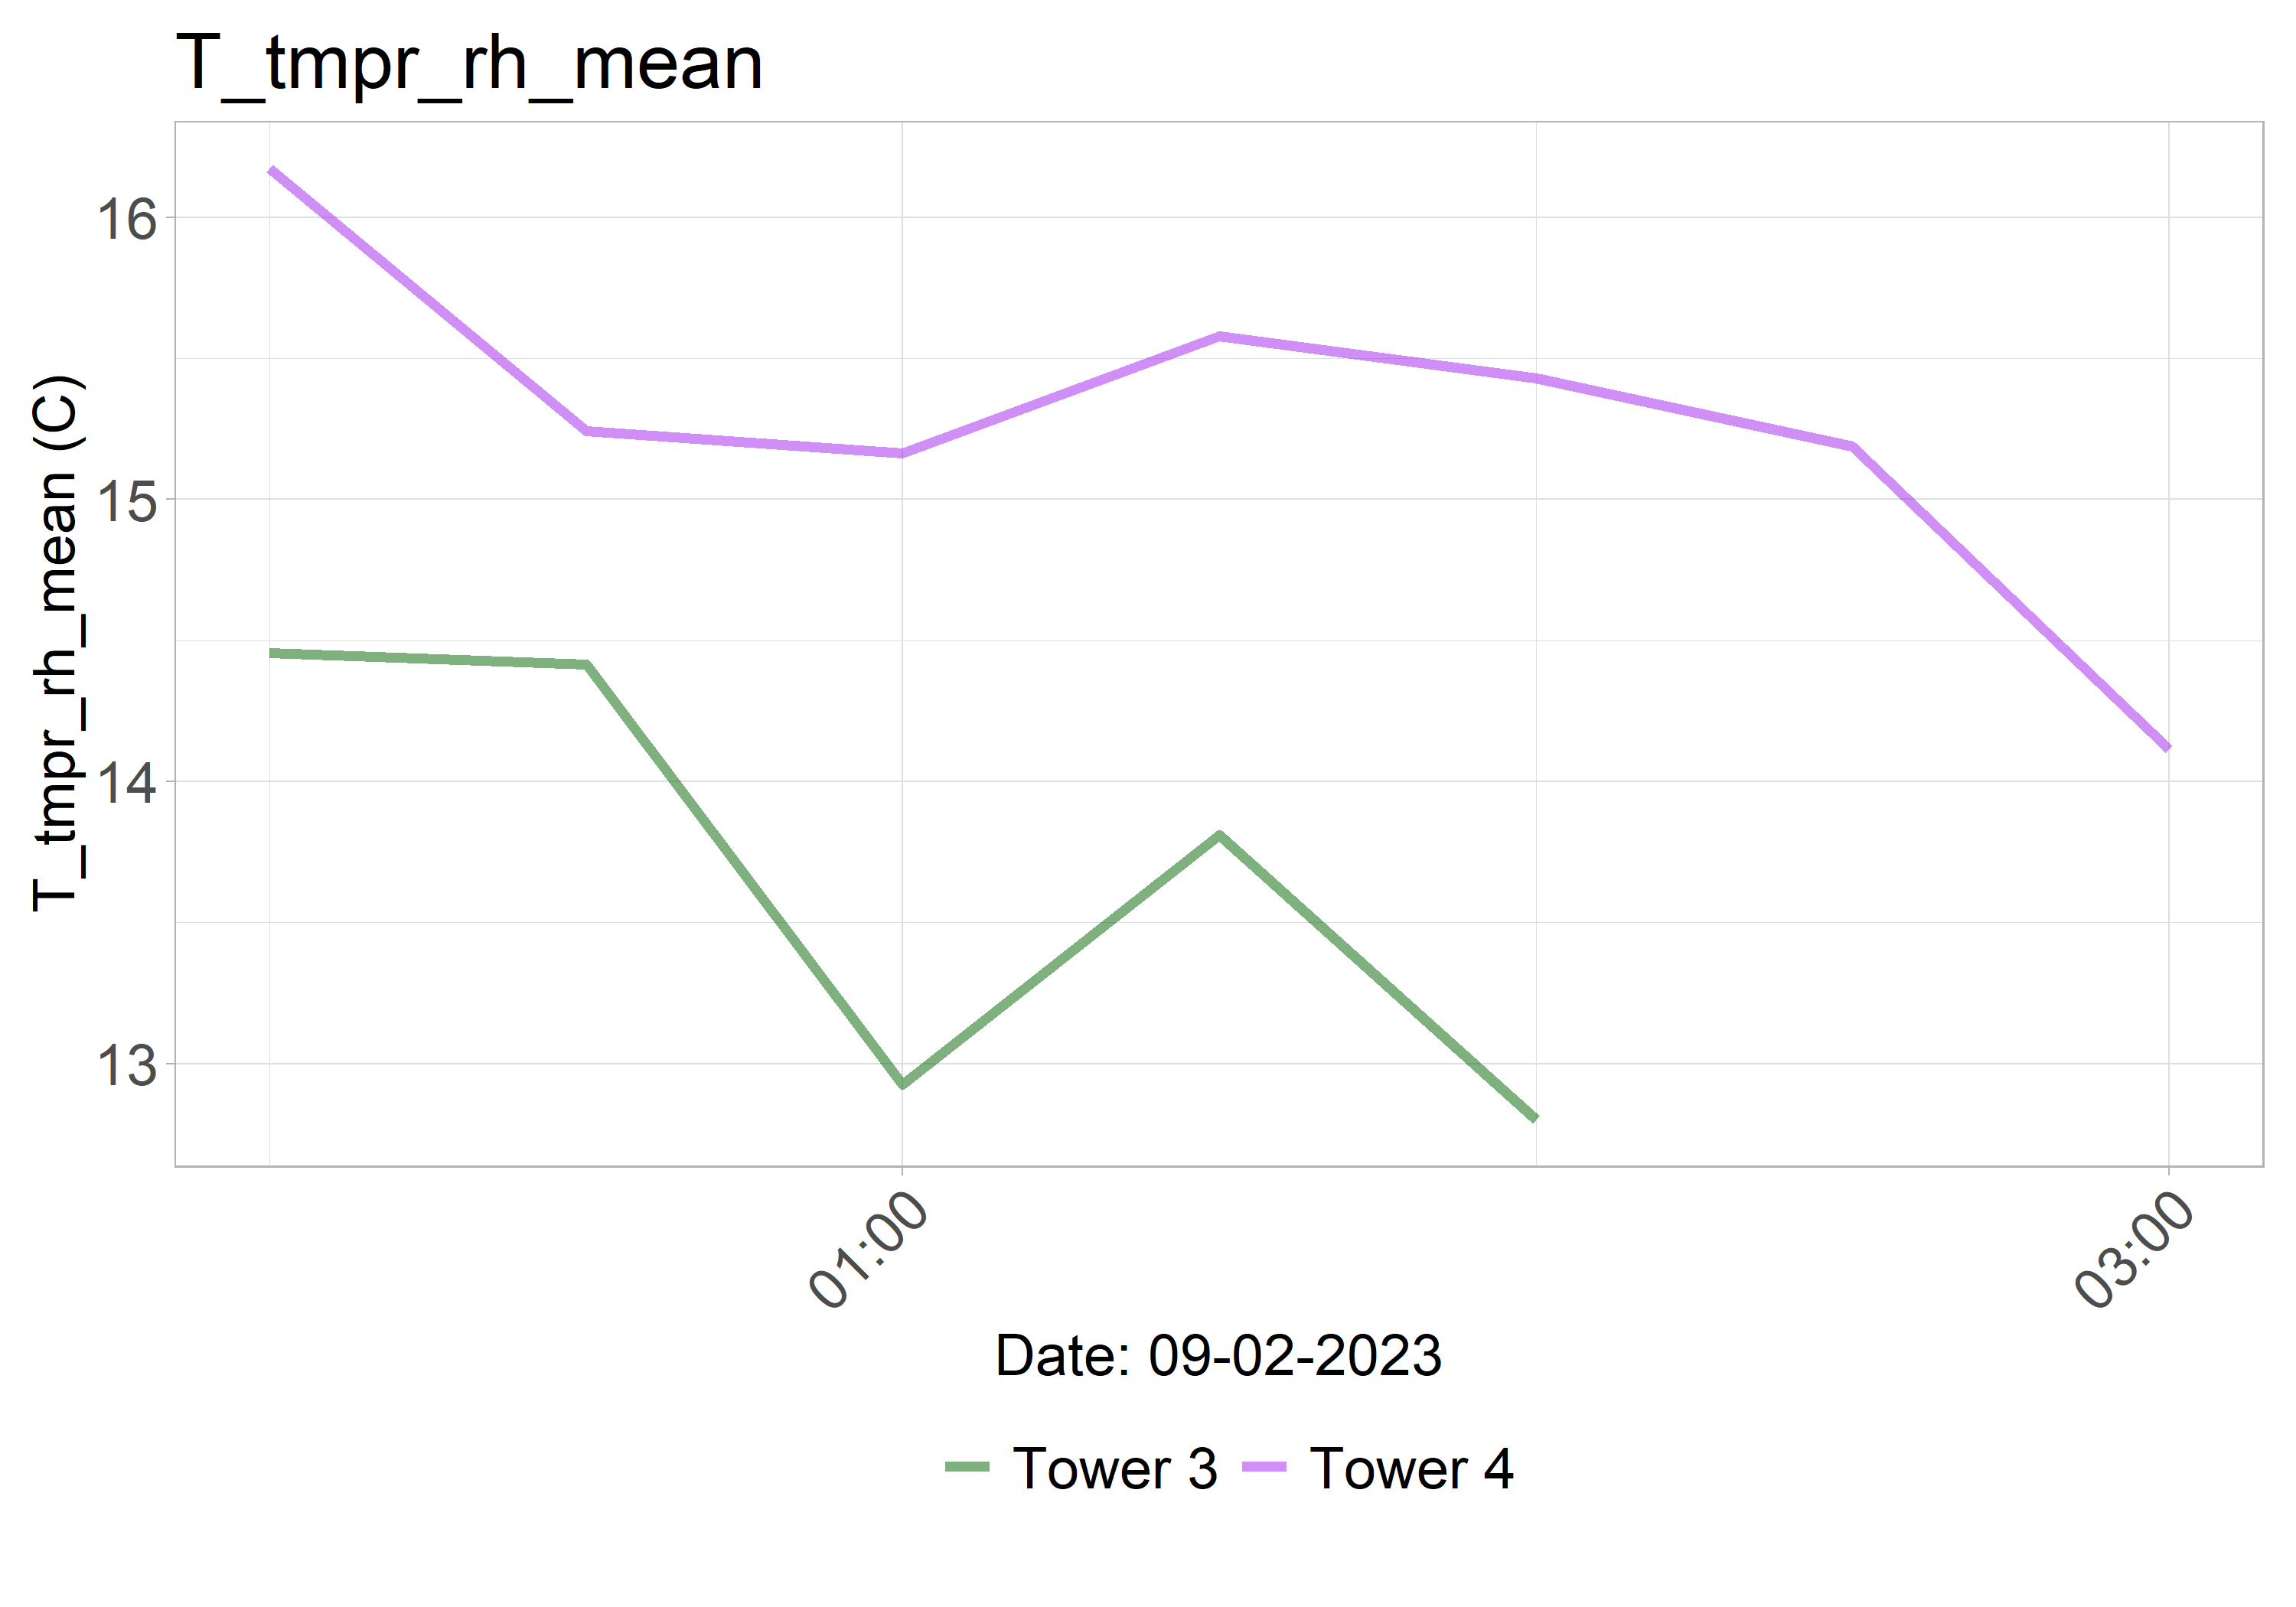 T_tmpr_rh_mean
T_tmpr_rh_mean (C)
16
15
14
13
01:00
03:00
Date: 09-02-2023
Tower 3
Tower 4